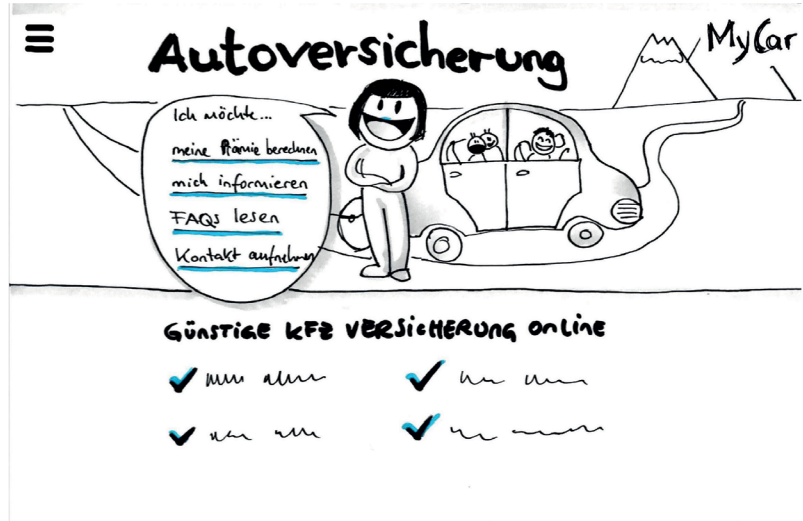 Autoversicherung
MyCar
Ich möchte...
meine Prämie berechnen
mich informieren
FAQs lesen
Kontakt aufnehmen
GÜNSTIGE KFZ VERSICHERUNG ONLINE